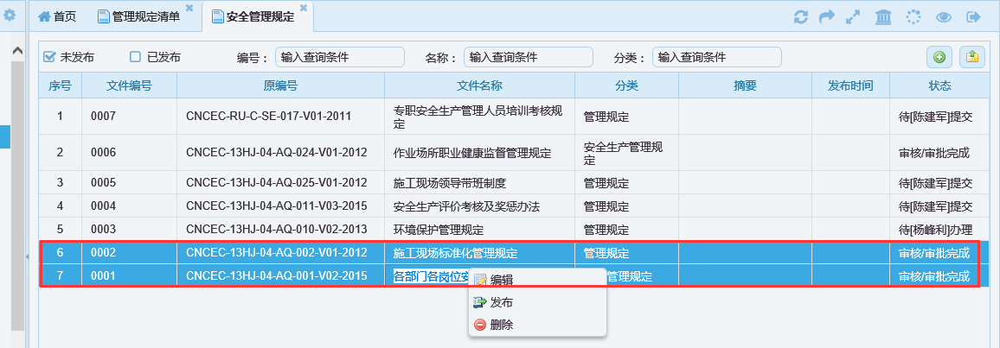 首页 管理规定清单 安全管理规定
未发布 已发布 编号： 输入查询条件 名称： 输入查询条件 分类： 输入查询条件
序号 文件编号 原编号 文件名称 分类 摘要 发布时间 状态
1 0007 CNCEC-RU-C-SE-017-V01-2011 专职安全生产管理人员培训考核规 管理规定 待[陈建军]提交
定
2 0006 CNCEC-13HJ-04-AQ-024-V01-2012 作业场所职业健康监督管理规定 安全生产管理规 审核/审批完成
定
3 0005 CNCEC-13HJ-04-AQ-025-V01-2012 施工现场领导带班制度 管理规定 待[陈建军]提交
4 0004 CNCEC-13HJ-04-AQ-011-V03-2015 安全生产评价考核及奖惩办法 管理规定 待[陈建军]提交
5 0003 CNCEC-13HJ-04-AQ-010-V02-2013 环境保护管理规定 管理规定 待[杨峰利]办理
6 0002 CNCEC-13HJ-04-AQ-002-V01-2012 施工现场标准化管理规定 管理规定 审核/审批完成
7 0001 CNCEC-13HJ-04-AQ-001-V02-2015 各部门各岗位安 管理规定 审核/审批完成
编辑
发布
删除